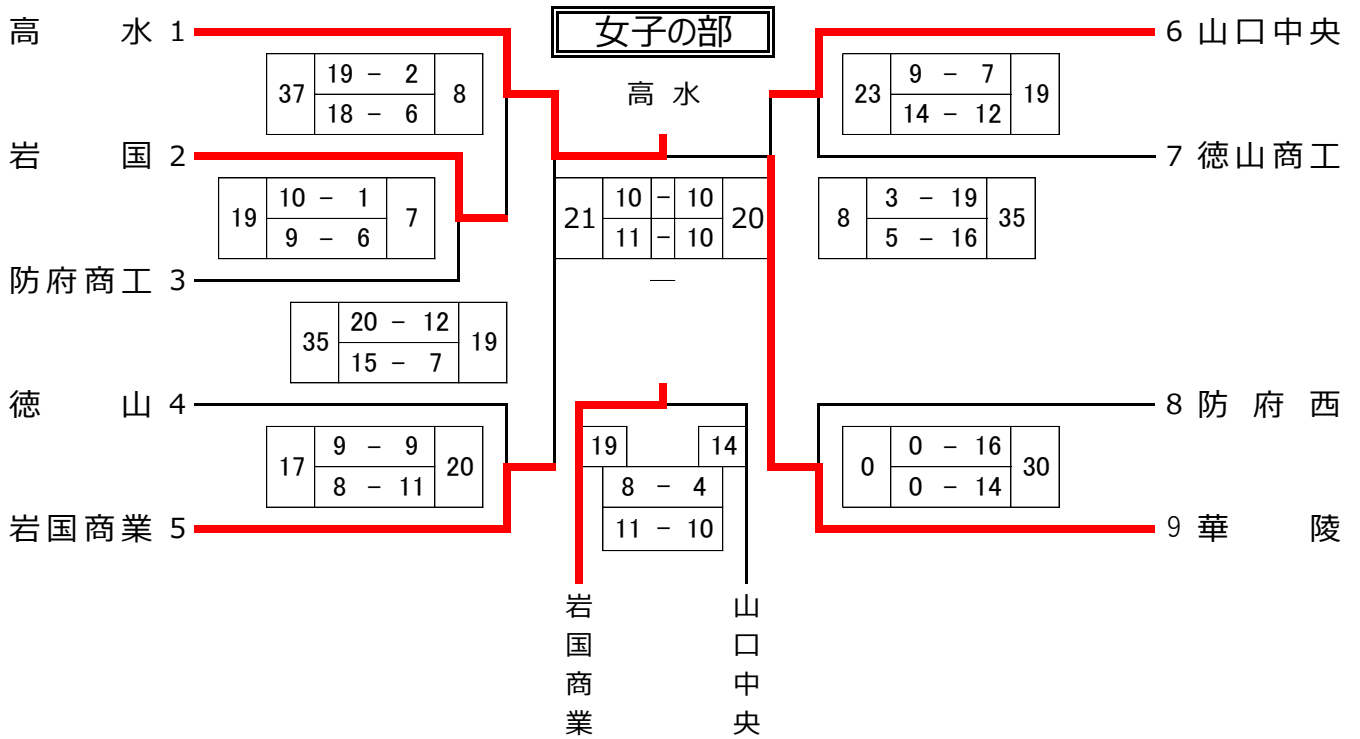 女子の部
高水
高水 1
37 19 - 2 8
18 - 6
岩国 2
19 10 - 1 7
9 - 6
防府商工 3
35 20 - 12 19
15 - 7
徳山 4
17 9 - 9 20
8 - 11
岩国商業 5
21 10 - 10 20
11 - 10
—
19 14
8 - 4
11 - 10
岩国商業
山口中央
6 山口中央
23 9 - 7 19
14 - 12
7 徳山商工
8 3 - 19 35
5 - 16
8 防府西
0 0 - 16 30
0 - 14
9 華陵